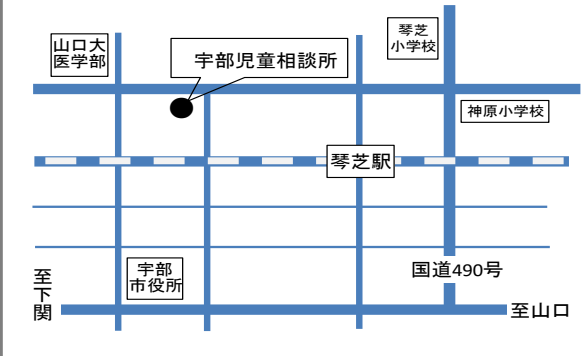 琴芝
小学校
山口大
医学部
宇部児童相談所
神原小学校
琴芝駅
宇部
市役所
国道490号
至下関
至山口